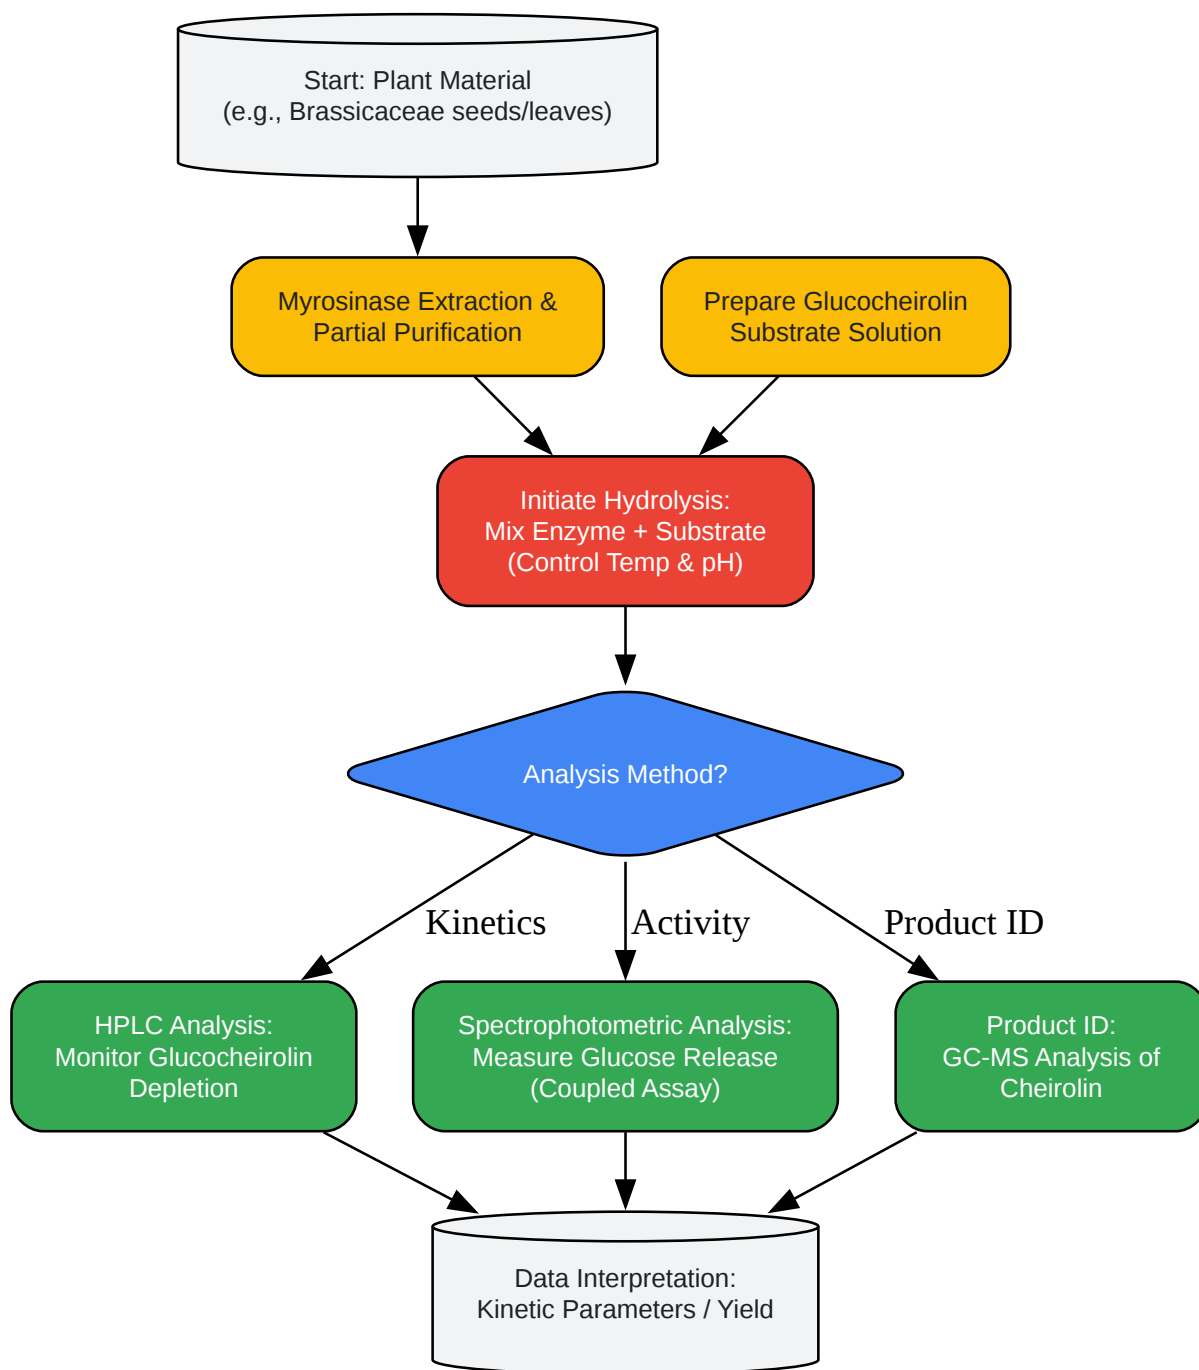 Start: Plant Material
(e.g., Brassicaceae seeds/leaves)
Myrosinase Extraction &
Partial Purification
Prepare Glucocheirolin
Substrate Solution
Initiate Hydrolysis:
Mix Enzyme + Substrate
(Control Temp & pH)
Analysis Method?
Kinetics
Activity
Product ID
HPLC Analysis:
Monitor Glucocheirolin
Depletion
Spectrophotometric Analysis:
Measure Glucose Release
(Coupled Assay)
Product ID:
GC-MS Analysis of
Cheirolin
Data Interpretation:
Kinetic Parameters / Yield